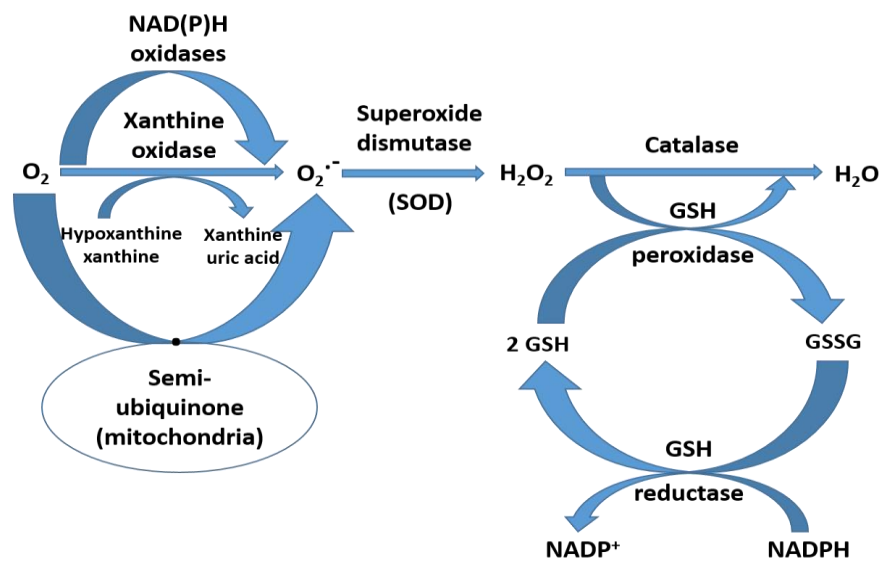 NAD(P)H
oxidases
Xanthine
oxidase
O₂
O₂˙⁻
Hypoxanthine
xanthine
Xanthine
uric acid
Semi-
ubiquinone
(mitochondria)
Superoxide
dismutase
(SOD)
H₂O₂
Catalase
H₂O
GSH
peroxidase
2 GSH
GSSG
GSH
reductase
NADP⁺
NADPH